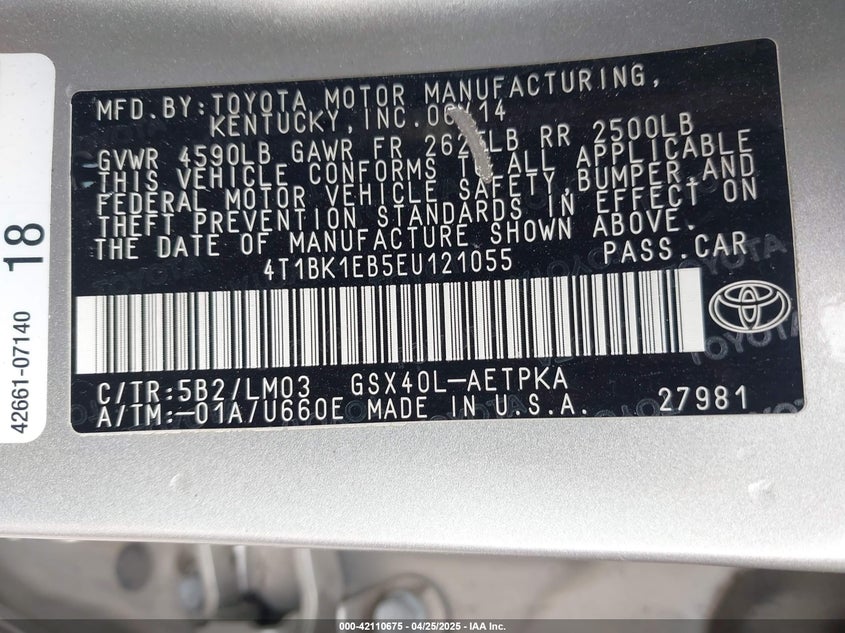 MFD. BY: TOYOTA MOTOR MANUFACTURING,
KENTUCKY, INC. 06/14
GVWR 4590LB GAWR FR LB RR 2500LB
THIS VEHICLE CONFORMS TO ALL APPLICABLE
FEDERAL MOTOR VEHICLE SAFETY, BUMPER, AND
THEFT PREVENTION STANDARDS IN EFFECT ON
THE DATE OF MANUFACTURE SHOWN ABOVE.
4T1BK1EB5EU121055 PASS. CAR
TOYOTA
C/TR: 5B2/LM03 GSX40L-AETPKA
A/TM: -01A/U660E MADE IN U.S.A. 27981
18
42661-07140
000-42110675 - 04/25/2025 - IAA Inc.